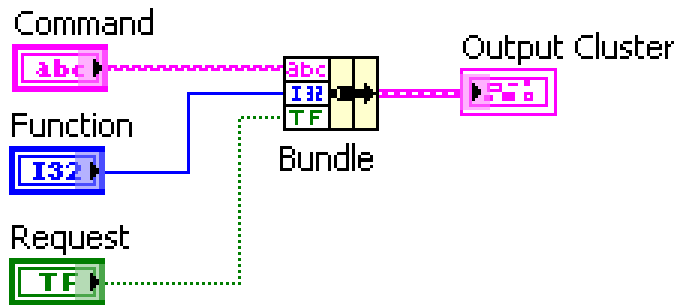 Command
abc
abc
Output Cluster
I32
TF
Function
Bundle
I32
Request
TF